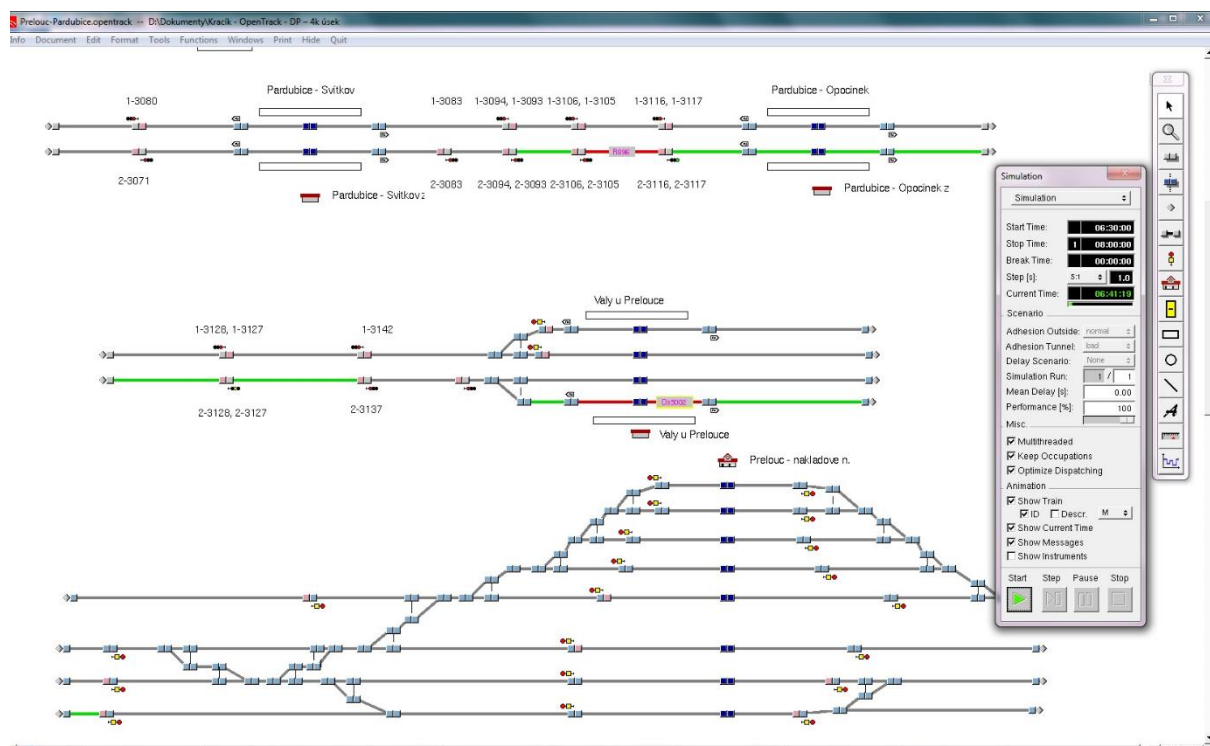 Prelouc-Pardubice.opentrack -- D:\Dokumenty\Kracik - OpenTrack - DP – 4k úsek
Info Document Edit Format Tools Functions Windows Print Hide Quit
Pardubice - Svitkov
Pardubice - Opocinek
1-3080
1-3083
1-3094, 1-3093
1-3106, 1-3105
1-3116, 1-3117
2-3071
2-3083
2-3094, 2-3093
2-3106, 2-3105
2-3116, 2-3117
Pardubice - Svitkov z
Pardubice - Opocinek z
Valy u Prelouce
1-3128, 1-3127
1-3142
2-3128, 2-3127
2-3137
Valy u Prelouce
Prelouc - nakladove n.
Simulation
Simulation
Start Time: 06:30:00
Stop Time: 1 08:00:00
Break Time: 00:00:00
Step [s]: 5:1 1.0
Current Time: 06:41:19
Scenario
Adhesion Outside: normal
Adhesion Tunnel: bad
Delay Scenario: None
Simulation Run: 1 / 1
Mean Delay [s]: 0.00
Performance [%]: 100
Misc.
Multithreaded
Keep Occupations
Optimize Dispatching
Animation
Show Train
ID Descr. M
Show Current Time
Show Messages
Show Instruments
Start Step Pause Stop